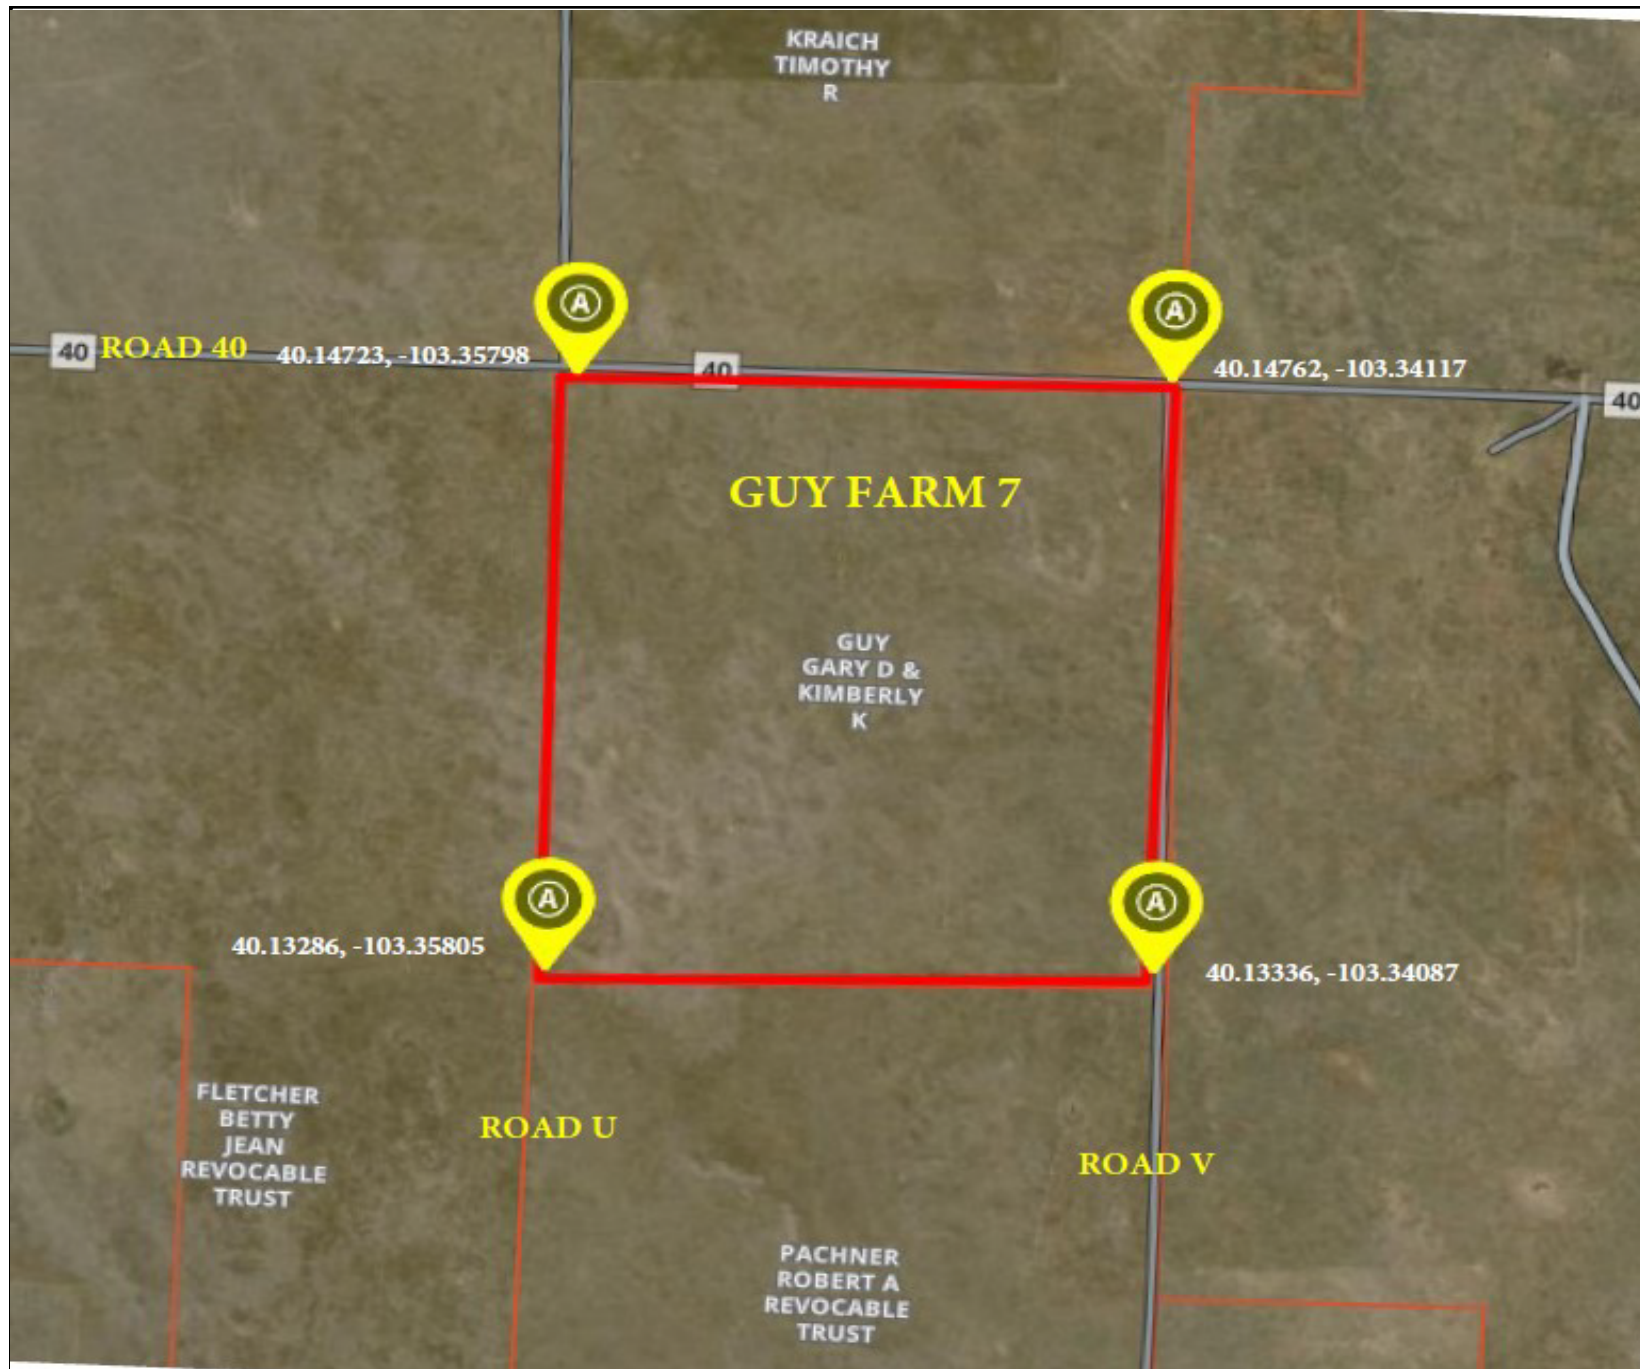 KRAICH
TIMOTHY
R
A
A
40
ROAD 40
40.14723, -103.35798
40
40.14762, -103.34117
40
GUY FARM 7
GUY
GARY D &
KIMBERLY
K
A
A
40.13286, -103.35805
40.13336, -103.34087
FLETCHER
BETTY
JEAN
REVOCABLE
TRUST
ROAD U
ROAD V
PACHNER
ROBERT A
REVOCABLE
TRUST